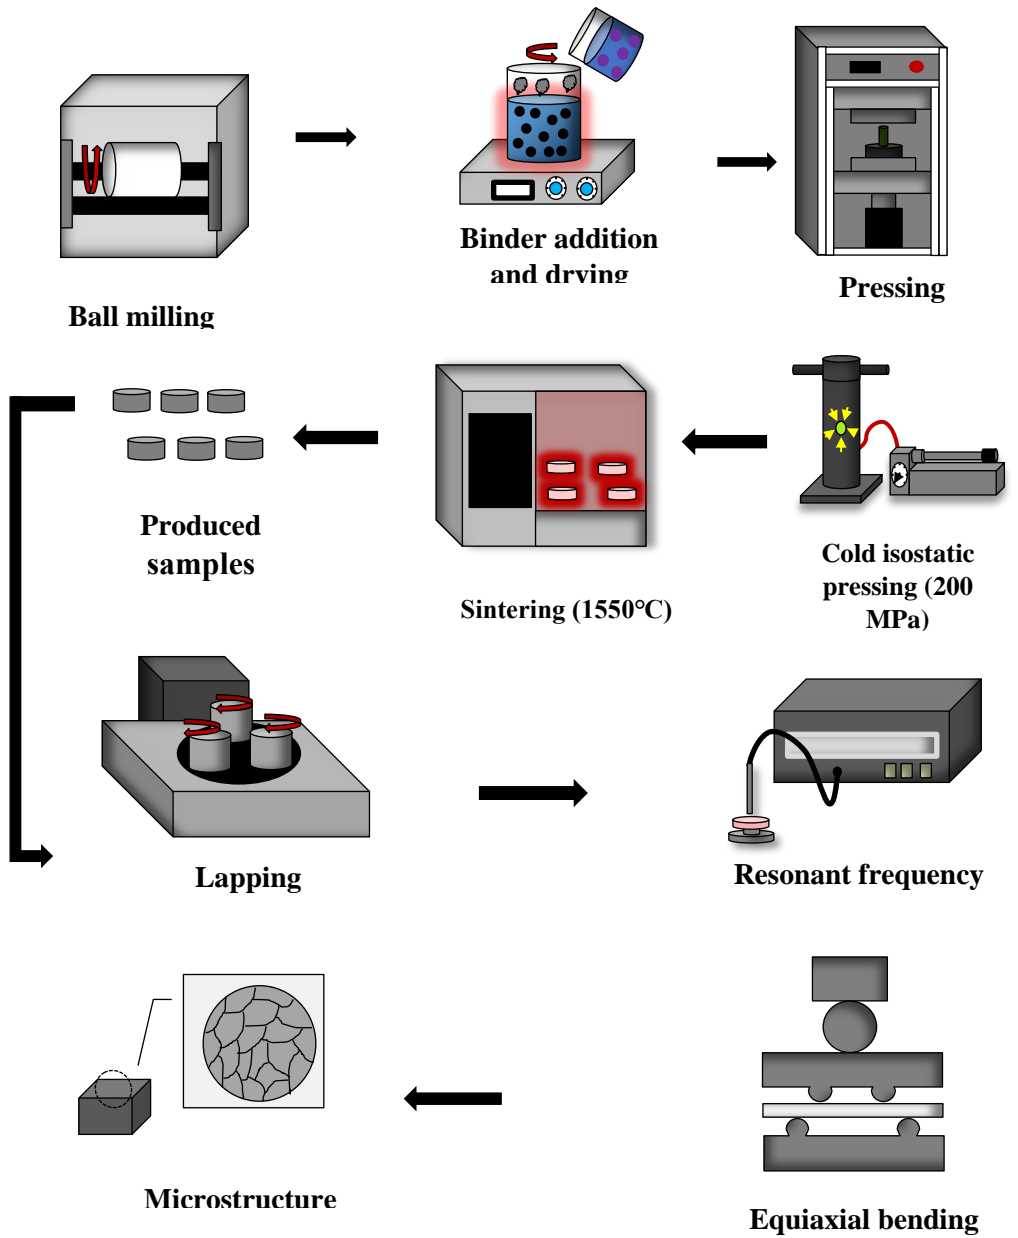 Binder addition
and drying
Pressing
Ball milling
Produced
samples
Sintering (1550°C)
Cold isostatic
pressing (200
MPa)
Lapping
Resonant frequency
Microstructure
Equiaxial bending